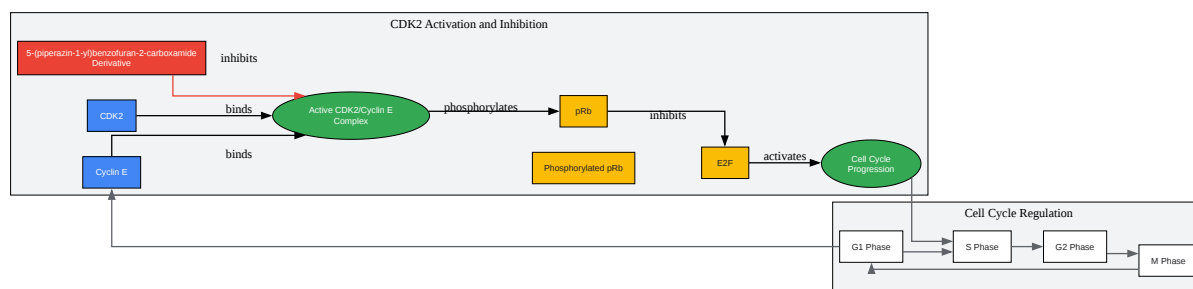 CDK2 Activation and Inhibition
5-(piperazin-1-yl)benzofuran-2-carboxamide
Derivative
inhibits
CDK2
binds
Active CDK2/Cyclin E
Complex
phosphorylates
pRb
inhibits
binds
Cyclin E
Phosphorylated pRb
E2F
activates
Cell Cycle
Progression
Cell Cycle Regulation
G1 Phase
S Phase
G2 Phase
M Phase